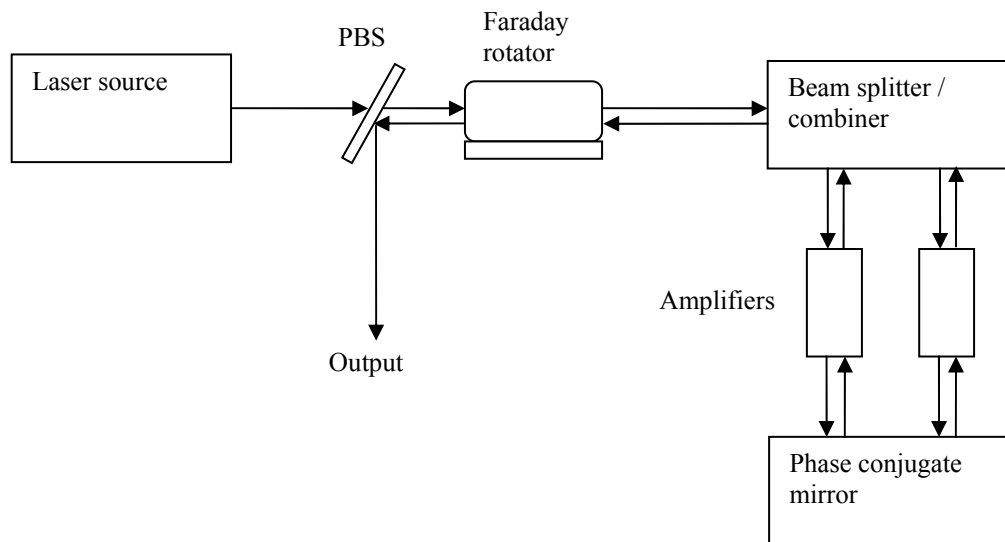 Laser source
PBS
Faraday
rotator
Beam splitter /
combiner
Amplifiers
Output
Phase conjugate
mirror